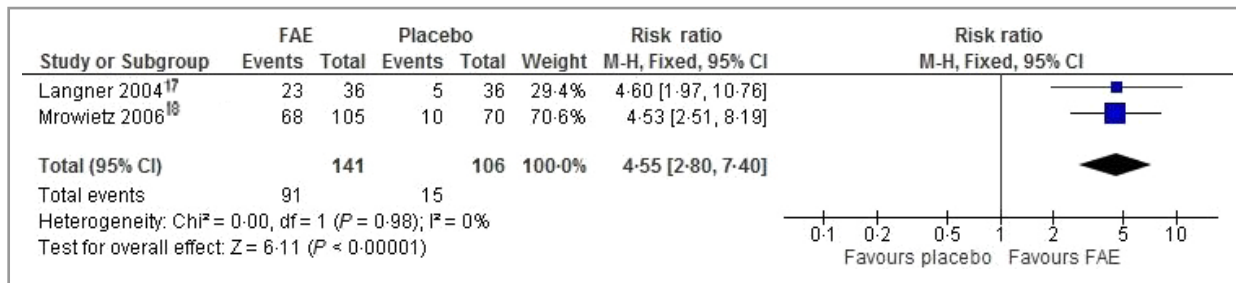 FAE Placebo Risk ratio Risk ratio
Study or Subgroup Events Total Events Total Weight M-H, Fixed, 95% CI M-H, Fixed, 95% CI
Langner 2004¹⁷ 23 36 5 36 29·4% 4·60 [1·97, 10·76]
Mrowietz 2006¹⁸ 68 105 10 70 70·6% 4·53 [2·51, 8·19]
Total (95% CI) 141 106 100·0% 4·55 [2·80, 7·40]
Total events 91 15
Heterogeneity: Chi² = 0·00, df = 1 (P = 0·98); I² = 0%
Test for overall effect: Z = 6·11 (P < 0·00001)
0·1 0·2 0·5 1 2 5 10
Favours placebo Favours FAE